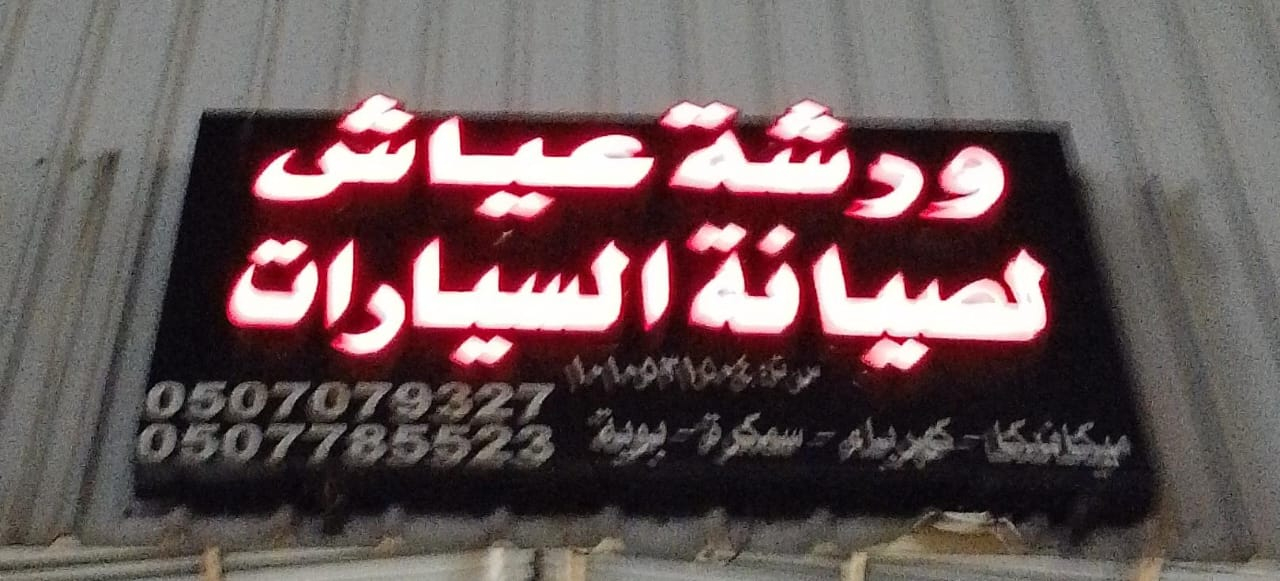 ورشة عياش
لصيانة السيارات
س.ت:
ميكانيكا - كهرباء - سمكرة - بوية
0507079327
0507785523